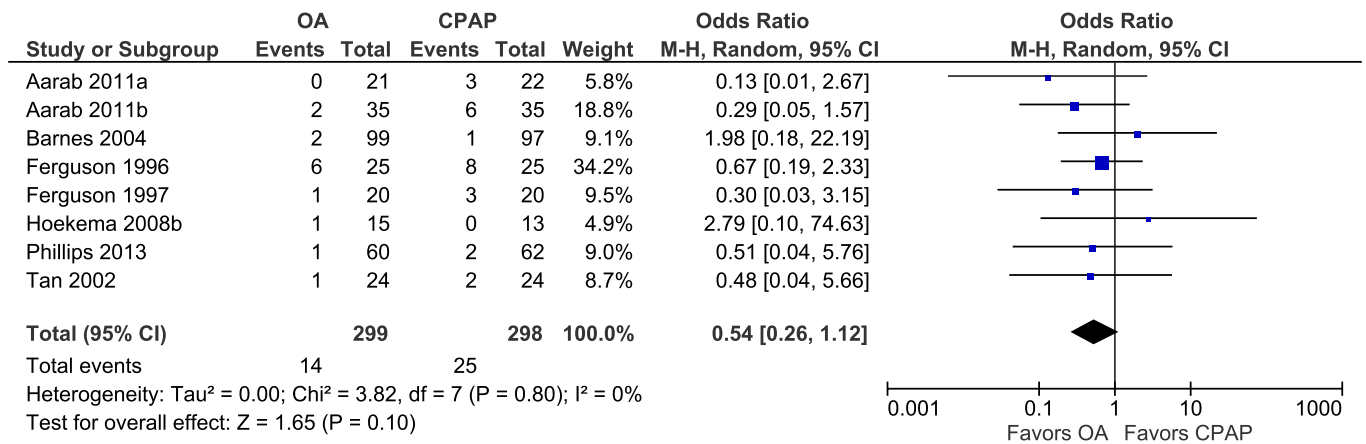 OA CPAP Odds Ratio Odds Ratio
Study or Subgroup Events Total Events Total Weight M-H, Random, 95% CI M-H, Random, 95% CI
Aarab 2011a 0 21 3 22 5.8% 0.13 [0.01, 2.67]
Aarab 2011b 2 35 6 35 18.8% 0.29 [0.05, 1.57]
Barnes 2004 2 99 1 97 9.1% 1.98 [0.18, 22.19]
Ferguson 1996 6 25 8 25 34.2% 0.67 [0.19, 2.33]
Ferguson 1997 1 20 3 20 9.5% 0.30 [0.03, 3.15]
Hoekema 2008b 1 15 0 13 4.9% 2.79 [0.10, 74.63]
Phillips 2013 1 60 2 62 9.0% 0.51 [0.04, 5.76]
Tan 2002 1 24 2 24 8.7% 0.48 [0.04, 5.66]
Total (95% CI) 299 298 100.0% 0.54 [0.26, 1.12]
Total events 14 25
Heterogeneity: Tau² = 0.00; Chi² = 3.82, df = 7 (P = 0.80); I² = 0%
Test for overall effect: Z = 1.65 (P = 0.10)
0.001 0.1 1 10 1000
Favors OA Favors CPAP